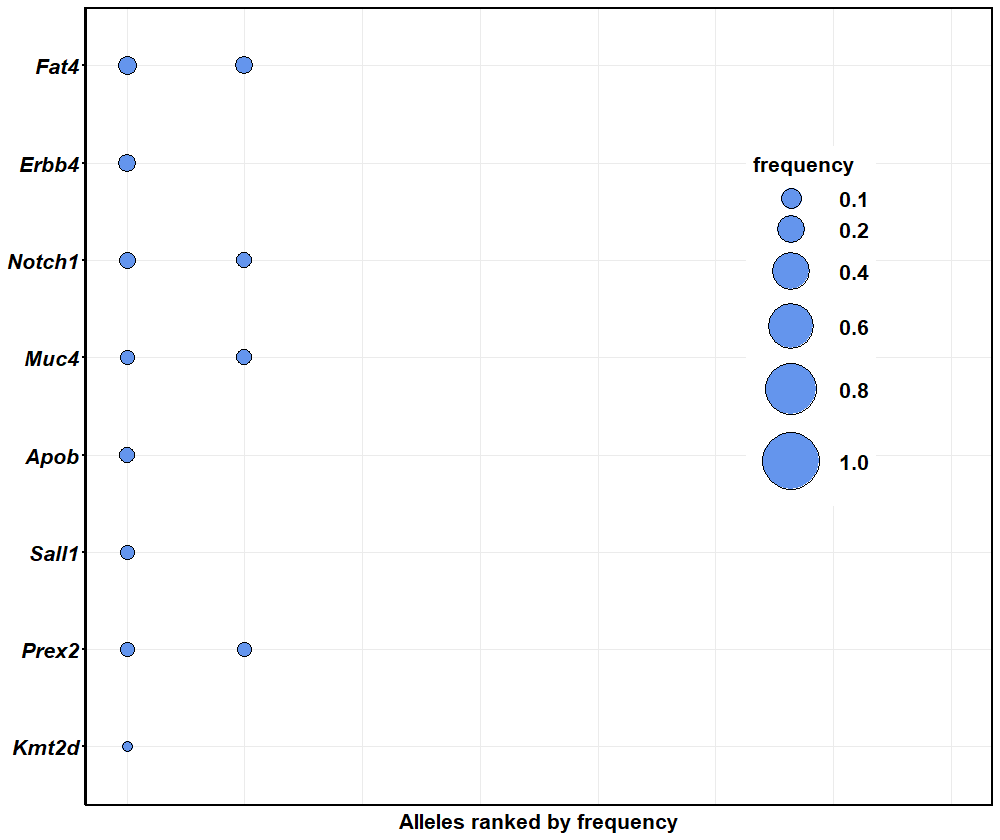 Fat4
Erbb4
Notch1
Muc4
Apob
Sall1
Prex2
Kmt2d
frequency
0.1
0.2
0.4
0.6
0.8
1.0
Alleles ranked by frequency